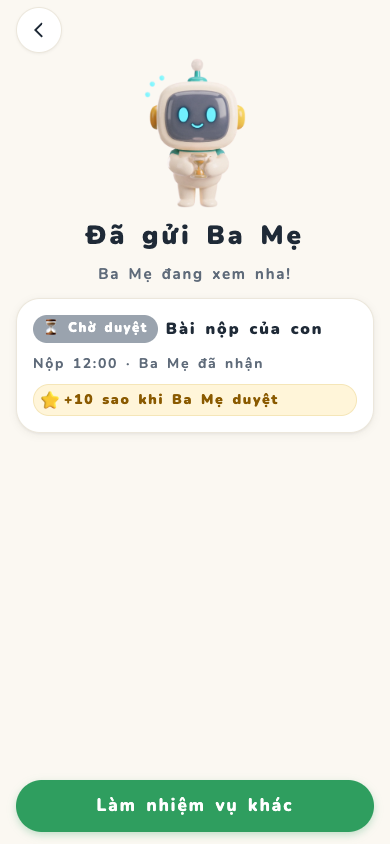 Đã gửi Ba Mẹ
Ba Mẹ đang xem nha!
⏳ Chờ duyệt Bài nộp của con
Nộp 12:00 · Ba Mẹ đã nhận
⭐ +10 sao khi Ba Mẹ duyệt
Làm nhiệm vụ khác